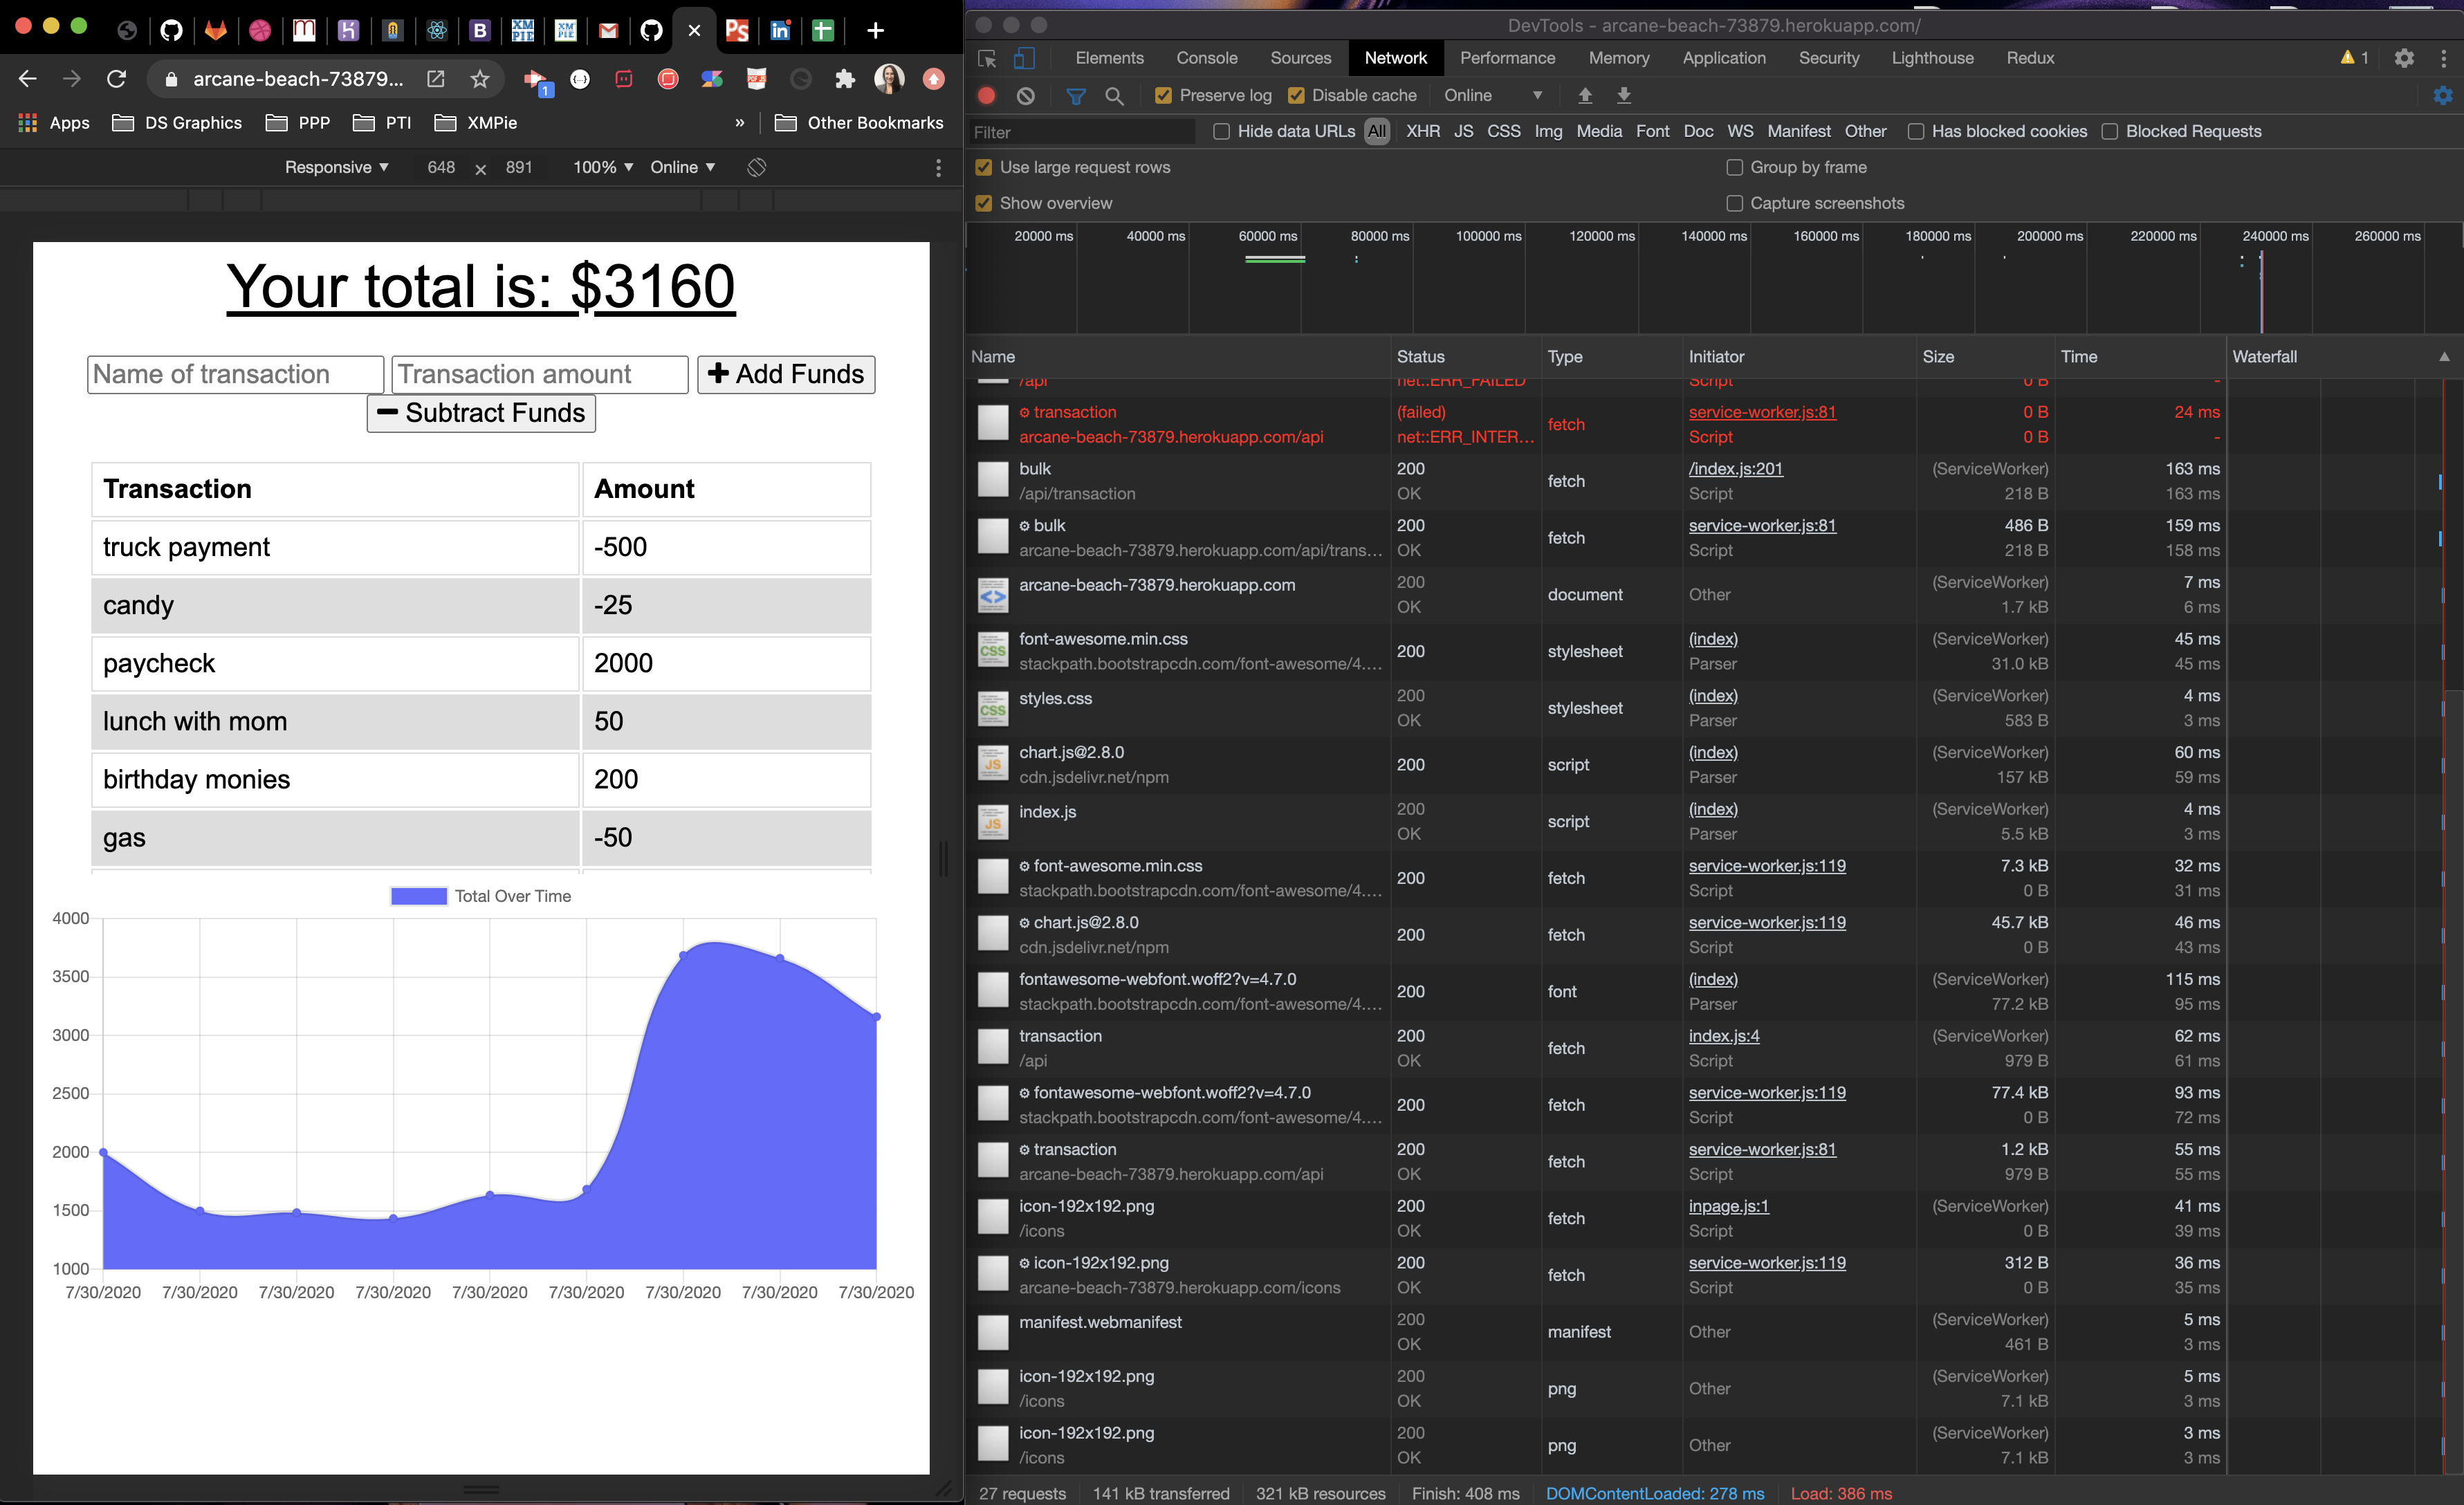 DevTools - arcane-beach-73879.herokuapp.com/
arcane-beach-73879...
1
Apps
DS Graphics
PPP
PTI
XMPie
»
Other Bookmarks
Responsive ▼ 648 × 891 100% ▼ Online ▼
Your total is: $3160
Name of transaction
Transaction amount
Add Funds
Subtract Funds
Transaction Amount
truck payment -500
candy -25
paycheck 2000
lunch with mom 50
birthday monies 200
gas -50
Total Over Time
4000
3500
3000
2500
2000
1500
1000
7/30/2020 7/30/2020 7/30/2020 7/30/2020 7/30/2020 7/30/2020 7/30/2020 7/30/2020 7/30/2020
Elements Console Sources Network Performance Memory Application Security Lighthouse Redux 1
Preserve log Disable cache Online ▼
Filter Hide data URLs All XHR JS CSS Img Media Font Doc WS Manifest Other Has blocked cookies Blocked Requests
Use large request rows Group by frame
Show overview Capture screenshots
20000 ms 40000 ms 60000 ms 80000 ms 100000 ms 120000 ms 140000 ms 160000 ms 180000 ms 200000 ms 220000 ms 240000 ms 260000 ms
Name Status Type Initiator Size Time Waterfall
/api net::ERR_FAILED Script 0 B -
transaction (failed) fetch service-worker.js:81 0 B 24 ms
arcane-beach-73879.herokuapp.com/api net::ERR_INTER... Script 0 B -
bulk 200 fetch /index.js:201 (ServiceWorker) 163 ms
/api/transaction OK Script 218 B 163 ms
bulk 200 fetch service-worker.js:81 486 B 159 ms
arcane-beach-73879.herokuapp.com/api/trans... OK Script 218 B 158 ms
arcane-beach-73879.herokuapp.com 200 document Other (ServiceWorker) 7 ms
OK 1.7 kB 6 ms
font-awesome.min.css 200 stylesheet (index) (ServiceWorker) 45 ms
stackpath.bootstrapcdn.com/font-awesome/4.... Parser 31.0 kB 45 ms
styles.css 200 stylesheet (index) (ServiceWorker) 4 ms
OK Parser 583 B 3 ms
chart.js@2.8.0 200 script (index) (ServiceWorker) 60 ms
cdn.jsdelivr.net/npm Parser 157 kB 59 ms
index.js 200 script (index) (ServiceWorker) 4 ms
OK Parser 5.5 kB 3 ms
font-awesome.min.css 200 fetch service-worker.js:119 7.3 kB 32 ms
stackpath.bootstrapcdn.com/font-awesome/4.... Script 0 B 31 ms
chart.js@2.8.0 200 fetch service-worker.js:119 45.7 kB 46 ms
cdn.jsdelivr.net/npm Script 0 B 43 ms
fontawesome-webfont.woff2?v=4.7.0 200 font (index) (ServiceWorker) 115 ms
stackpath.bootstrapcdn.com/font-awesome/4.... Parser 77.2 kB 95 ms
transaction 200 fetch index.js:4 (ServiceWorker) 62 ms
/api OK Script 979 B 61 ms
fontawesome-webfont.woff2?v=4.7.0 200 fetch service-worker.js:119 77.4 kB 93 ms
stackpath.bootstrapcdn.com/font-awesome/4.... Script 0 B 72 ms
transaction 200 fetch service-worker.js:81 1.2 kB 55 ms
arcane-beach-73879.herokuapp.com/api OK Script 979 B 55 ms
icon-192x192.png 200 fetch inpage.js:1 (ServiceWorker) 41 ms
/icons OK Script 0 B 39 ms
icon-192x192.png 200 fetch service-worker.js:119 312 B 36 ms
arcane-beach-73879.herokuapp.com/icons OK Script 0 B 35 ms
manifest.webmanifest 200 manifest Other (ServiceWorker) 5 ms
OK 461 B 3 ms
icon-192x192.png 200 png Other (ServiceWorker) 5 ms
/icons OK 7.1 kB 3 ms
icon-192x192.png 200 png Other (ServiceWorker) 3 ms
/icons OK 7.1 kB 3 ms
27 requests 141 kB transferred 321 kB resources Finish: 408 ms DOMContentLoaded: 278 ms Load: 386 ms